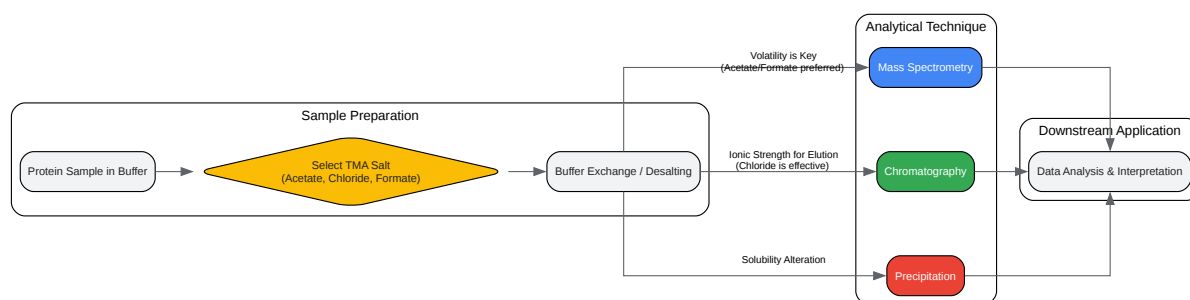 Analytical Technique
Volatility is Key
(Acetate/Formate preferred)
Mass Spectrometry
Sample Preparation
Downstream Application
Protein Sample in Buffer
Select TMA Salt
(Acetate, Chloride, Formate)
Buffer Exchange / Desalting
Ionic Strength for Elution
(Chloride is effective)
Chromatography
Data Analysis & Interpretation
Solubility Alteration
Precipitation